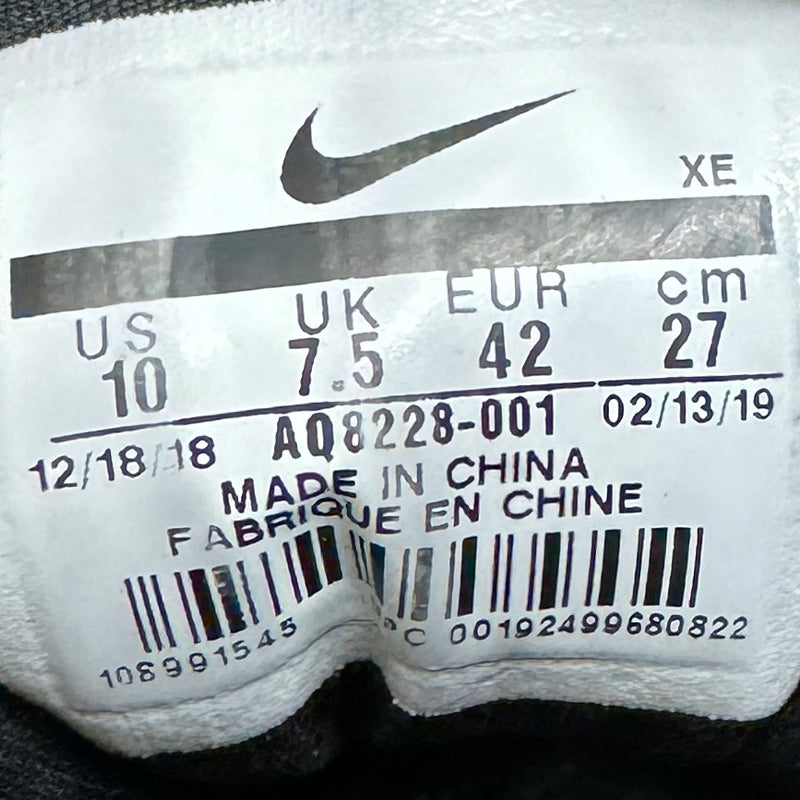 XE
US UK EUR cm
10 7.5 42 27
12/18/18 AQ8228-001 02/13/19
MADE IN CHINA
FABRIQUE EN CHINE
108991545 00192499680822